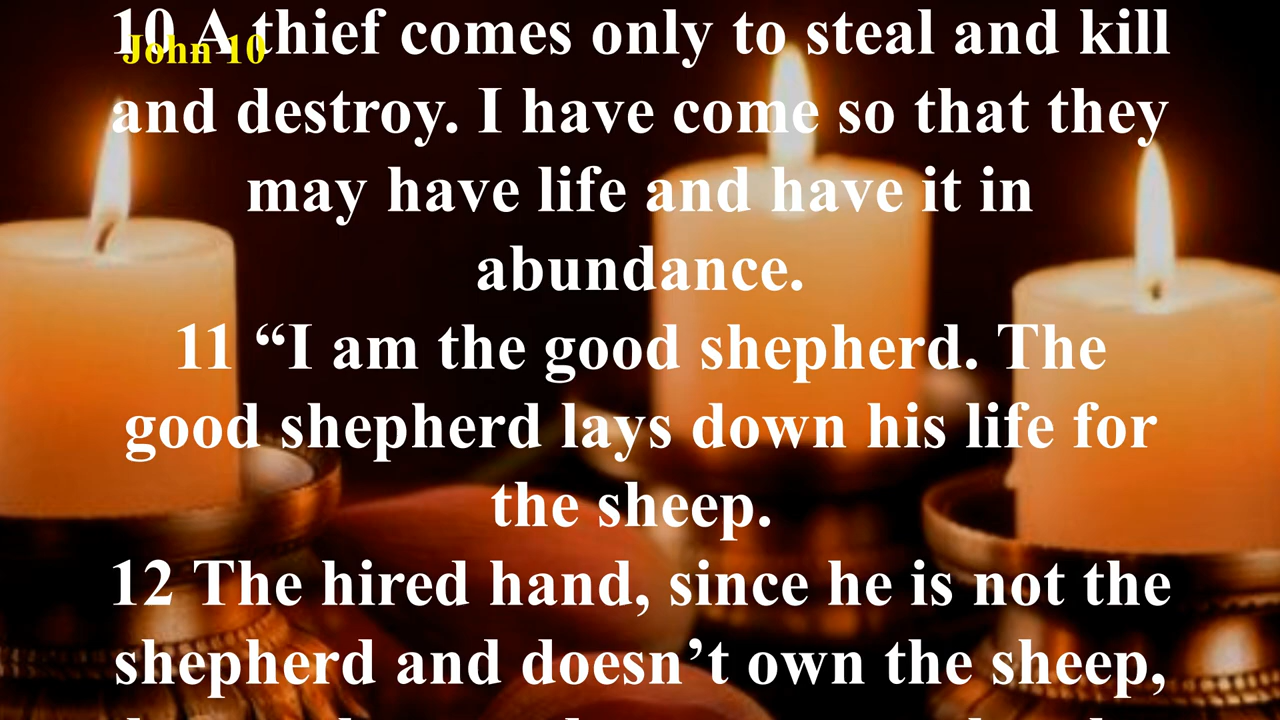 John 10
10 A thief comes only to steal and kill
and destroy. I have come so that they
may have life and have it in
abundance.
11 “I am the good shepherd. The
good shepherd lays down his life for
the sheep.
12 The hired hand, since he is not the
shepherd and doesn’t own the sheep,